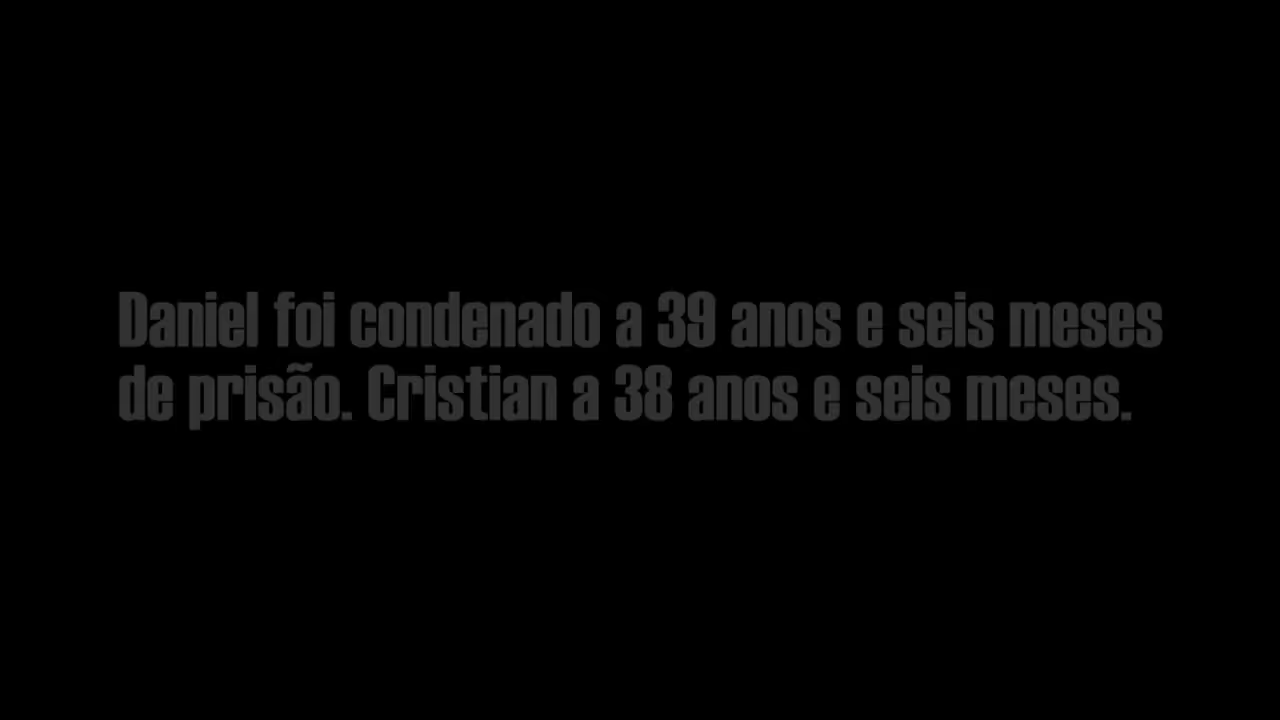 Daniel foi condenado a 39 anos e seis meses
de prisão. Cristian a 38 anos e seis meses.